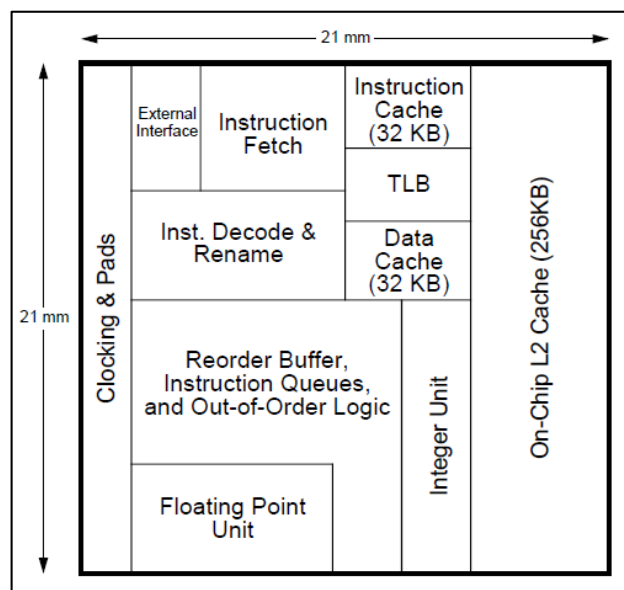 21 mm
21 mm
Clocking & Pads
External
Interface
Instruction
Fetch
Instruction
Cache
(32 KB)
TLB
Inst. Decode &
Rename
Data
Cache
(32 KB)
Reorder Buffer,
Instruction Queues,
and Out-of-Order Logic
Floating Point
Unit
Integer Unit
On-Chip L2 Cache (256KB)